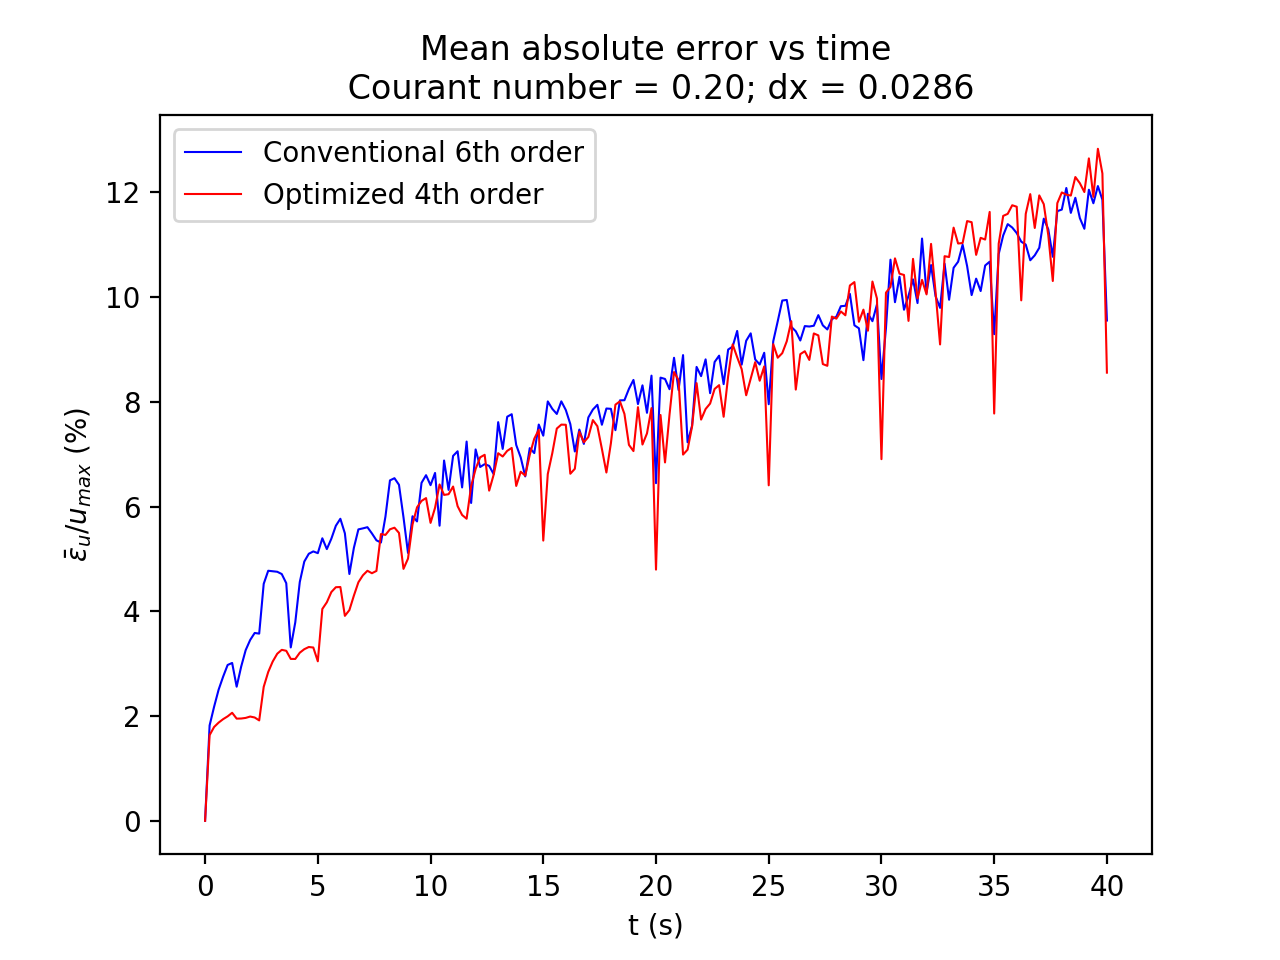 Mean absolute error vs time
Courant number = 0.20; dx = 0.0286
Conventional 6th order
Optimized 4th order
ε̄ᵤ/uₘₐₓ (%)
12
10
8
6
4
2
0
0 5 10 15 20 25 30 35 40
t (s)